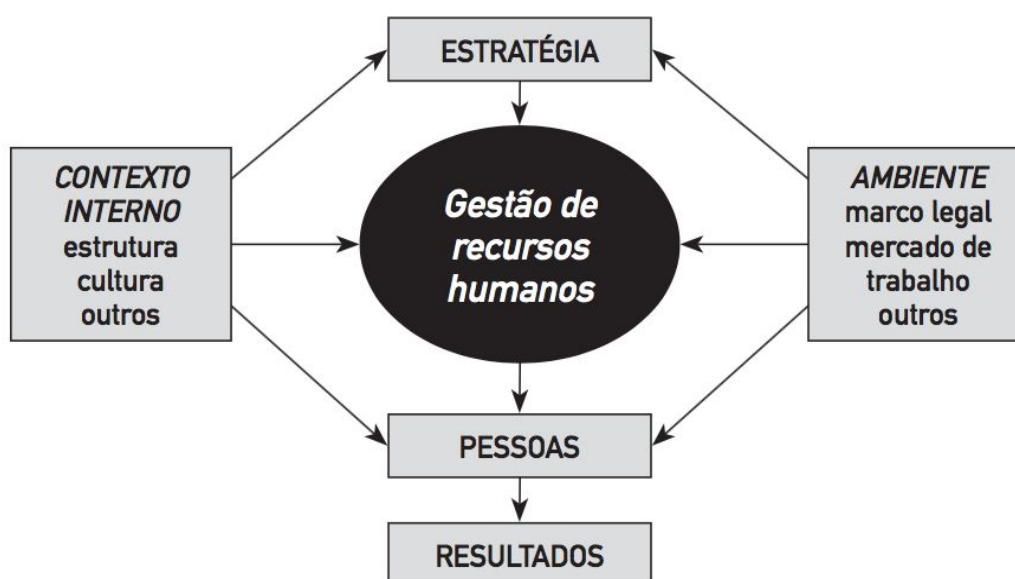 ESTRATÉGIA
CONTEXTO
INTERNO
estrutura
cultura
outros
Gestão de
recursos
humanos
AMBIENTE
marco legal
mercado de
trabalho
outros
PESSOAS
RESULTADOS